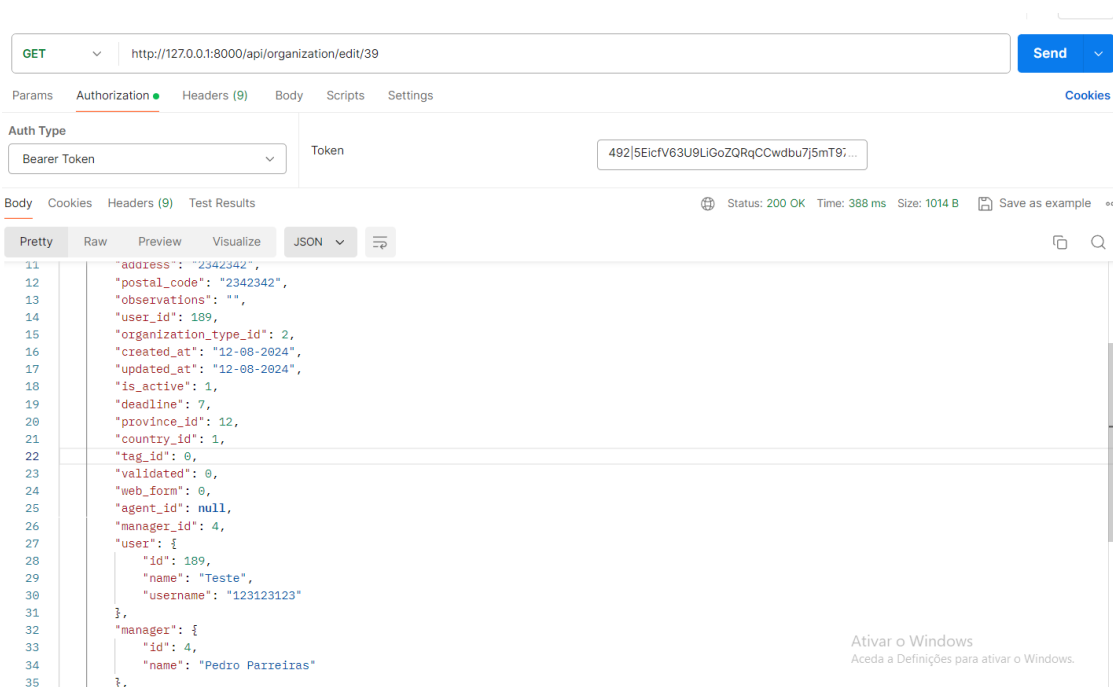 GET http://127.0.0.1:8000/api/organization/edit/39 Send
Params Authorization Headers (9) Body Scripts Settings Cookies
Auth Type
Bearer Token
Token 492|5EicfV63U9LiGoZQRqCCwdbu7j5mT97...
Body Cookies Headers (9) Test Results Status: 200 OK Time: 388 ms Size: 1014 B Save as example
Pretty Raw Preview Visualize JSON
11 "address": "2342342",
12 "postal_code": "2342342",
13 "observations": "",
14 "user_id": 189,
15 "organization_type_id": 2,
16 "created_at": "12-08-2024",
17 "updated_at": "12-08-2024",
18 "is_active": 1,
19 "deadline": 7,
20 "province_id": 12,
21 "country_id": 1,
22 "tag_id": 0,
23 "validated": 0,
24 "web_form": 0,
25 "agent_id": null,
26 "manager_id": 4,
27 "user": {
28 "id": 189,
29 "name": "Teste",
30 "username": "123123123"
31 },
32 "manager": {
33 "id": 4,
34 "name": "Pedro Parreiras"
35 },
Ativar o Windows
Aceda a Definições para ativar o Windows.